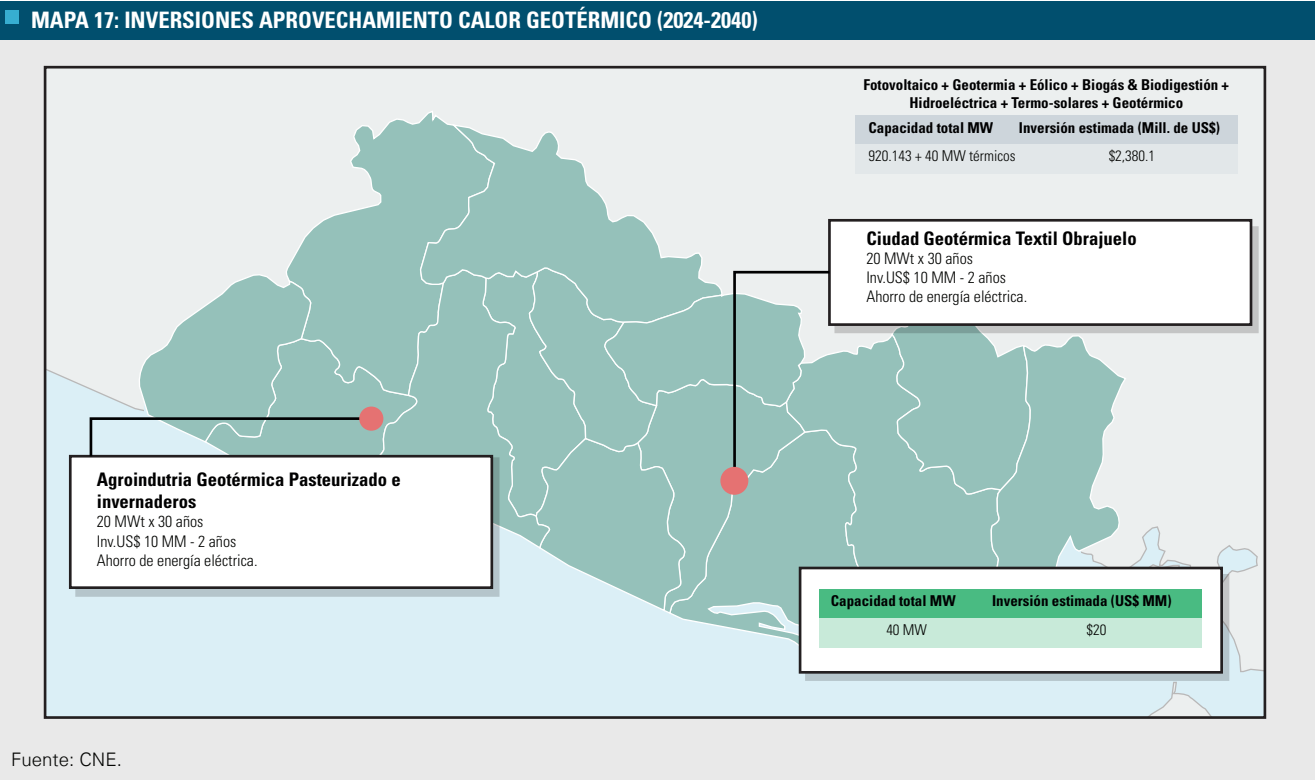 MAPA 17: INVERSIONES APROVECHAMIENTO CALOR GEOTÉRMICO (2024-2040)
Fotovoltaico + Geotermia + Eólico + Biogás & Biodigestión +
Hidroeléctrica + Termo-solares + Geotérmico
Capacidad total MW Inversión estimada (Mill. de US$)
920.143 + 40 MW térmicos $2,380.1
Ciudad Geotérmica Textil Obrajuelo
20 MWt x 30 años
Inv.US$ 10 MM - 2 años
Ahorro de energía eléctrica.
Agroindutria Geotérmica Pasteurizado e
invernaderos
20 MWt x 30 años
Inv.US$ 10 MM - 2 años
Ahorro de energía eléctrica.
Capacidad total MW Inversión estimada (US$ MM)
40 MW $20
Fuente: CNE.